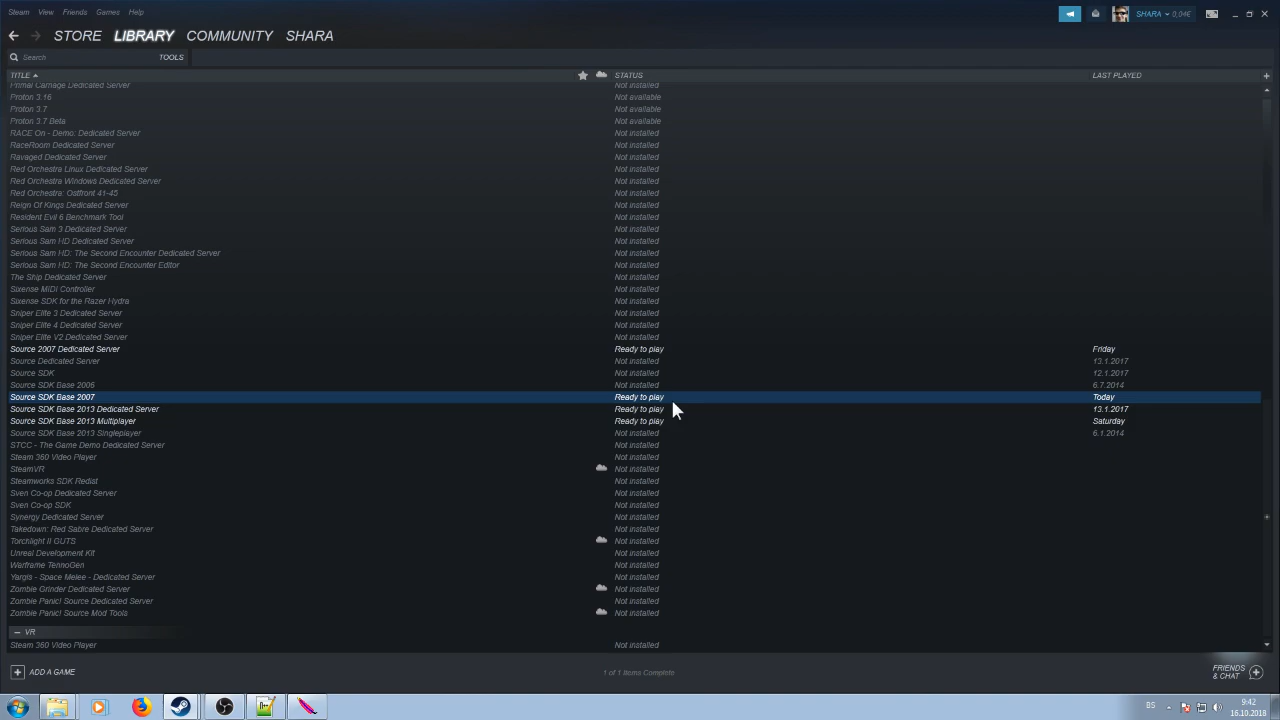 Steam View Friends Games Help
SHARA 0,04€
STORE LIBRARY COMMUNITY SHARA
Search TOOLS
TITLE STATUS LAST PLAYED
Primal Carnage Dedicated Server Not installed
Proton 3.16 Not available
Proton 3.7 Not available
Proton 3.7 Beta Not available
RACE On - Demo: Dedicated Server Not installed
RaceRoom Dedicated Server Not installed
Ravaged Dedicated Server Not installed
Red Orchestra Linux Dedicated Server Not installed
Red Orchestra Windows Dedicated Server Not installed
Red Orchestra: Ostfront 41-45 Not installed
Reign Of Kings Dedicated Server Not installed
Resident Evil 6 Benchmark Tool Not installed
Serious Sam 3 Dedicated Server Not installed
Serious Sam HD Dedicated Server Not installed
Serious Sam HD: The Second Encounter Dedicated Server Not installed
Serious Sam HD: The Second Encounter Editor Not installed
The Ship Dedicated Server Not installed
Sixense MIDI Controller Not installed
Sixense SDK for the Razer Hydra Not installed
Sniper Elite 3 Dedicated Server Not installed
Sniper Elite 4 Dedicated Server Not installed
Sniper Elite V2 Dedicated Server Not installed
Source 2007 Dedicated Server Ready to play Friday
Source Dedicated Server Not installed 13.1.2017
Source SDK Not installed 12.1.2017
Source SDK Base 2006 Not installed 6.7.2014
Source SDK Base 2007 Ready to play Today
Source SDK Base 2013 Dedicated Server Ready to play 13.1.2017
Source SDK Base 2013 Multiplayer Ready to play Saturday
Source SDK Base 2013 Singleplayer Not installed 6.1.2014
STCC - The Game Demo Dedicated Server Not installed
Steam 360 Video Player Not installed
SteamVR Not installed
Steamworks SDK Redist Not installed
Sven Co-op Dedicated Server Not installed
Sven Co-op SDK Not installed
Synergy Dedicated Server Not installed
Takedown: Red Sabre Dedicated Server Not installed
Torchlight II GUTS Not installed
Unreal Development Kit Not installed
Warframe TennoGen Not installed
Yargis - Space Melee - Dedicated Server Not installed
Zombie Grinder Dedicated Server Not installed
Zombie Panic! Source Dedicated Server Not installed
Zombie Panic! Source Mod Tools Not installed
VR
Steam 360 Video Player Not installed
ADD A GAME 1 of 1 Items Complete FRIENDS & CHAT
BS 9:42
16.10.2018